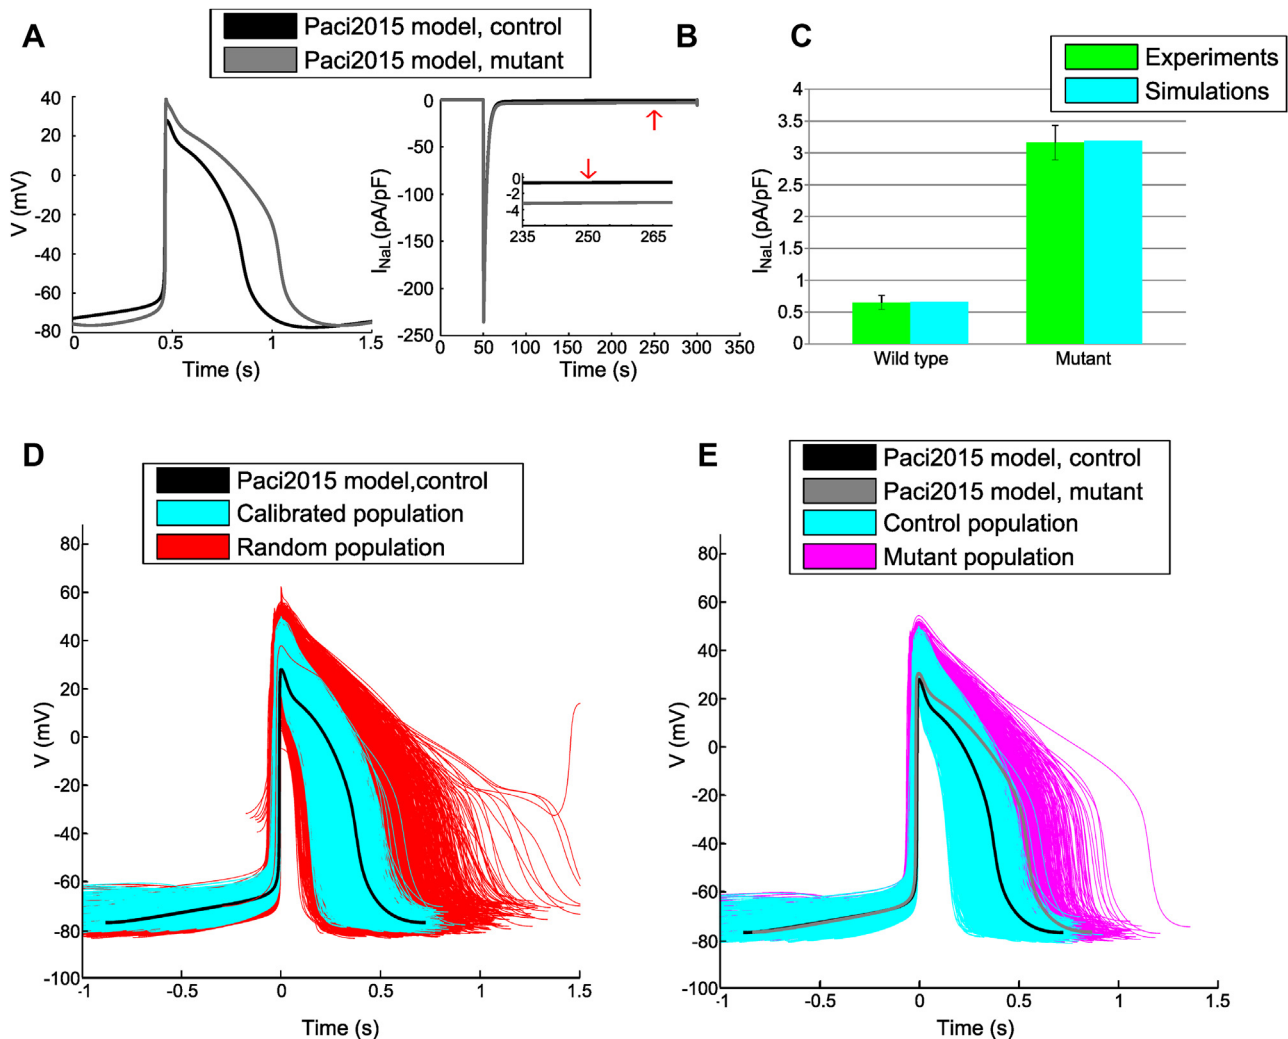 A
Paci2015 model, control
Paci2015 model, mutant
B
C
Experiments
Simulations
40
20
0
-20
-40
-60
-80
V (mV)
0
0.5
1
1.5
Time (s)
0
-50
-100
-150
-200
-250
I_NaL(pA/pF)
0
-2
-4
235
250
265
0
50
100
150
200
250
300
350
Time (s)
4
3.5
3
2.5
2
1.5
1
0.5
0
I_NaL(pA/pF)
Wild type
Mutant
D
Paci2015 model,control
Calibrated population
Random population
80
60
40
20
0
-20
-40
-60
-80
-100
V (mV)
-1
-0.5
0
0.5
1
1.5
Time (s)
E
Paci2015 model, control
Paci2015 model, mutant
Control population
Mutant population
80
60
40
20
0
-20
-40
-60
-80
-100
V (mV)
-1
-0.5
0
0.5
1
1.5
Time (s)